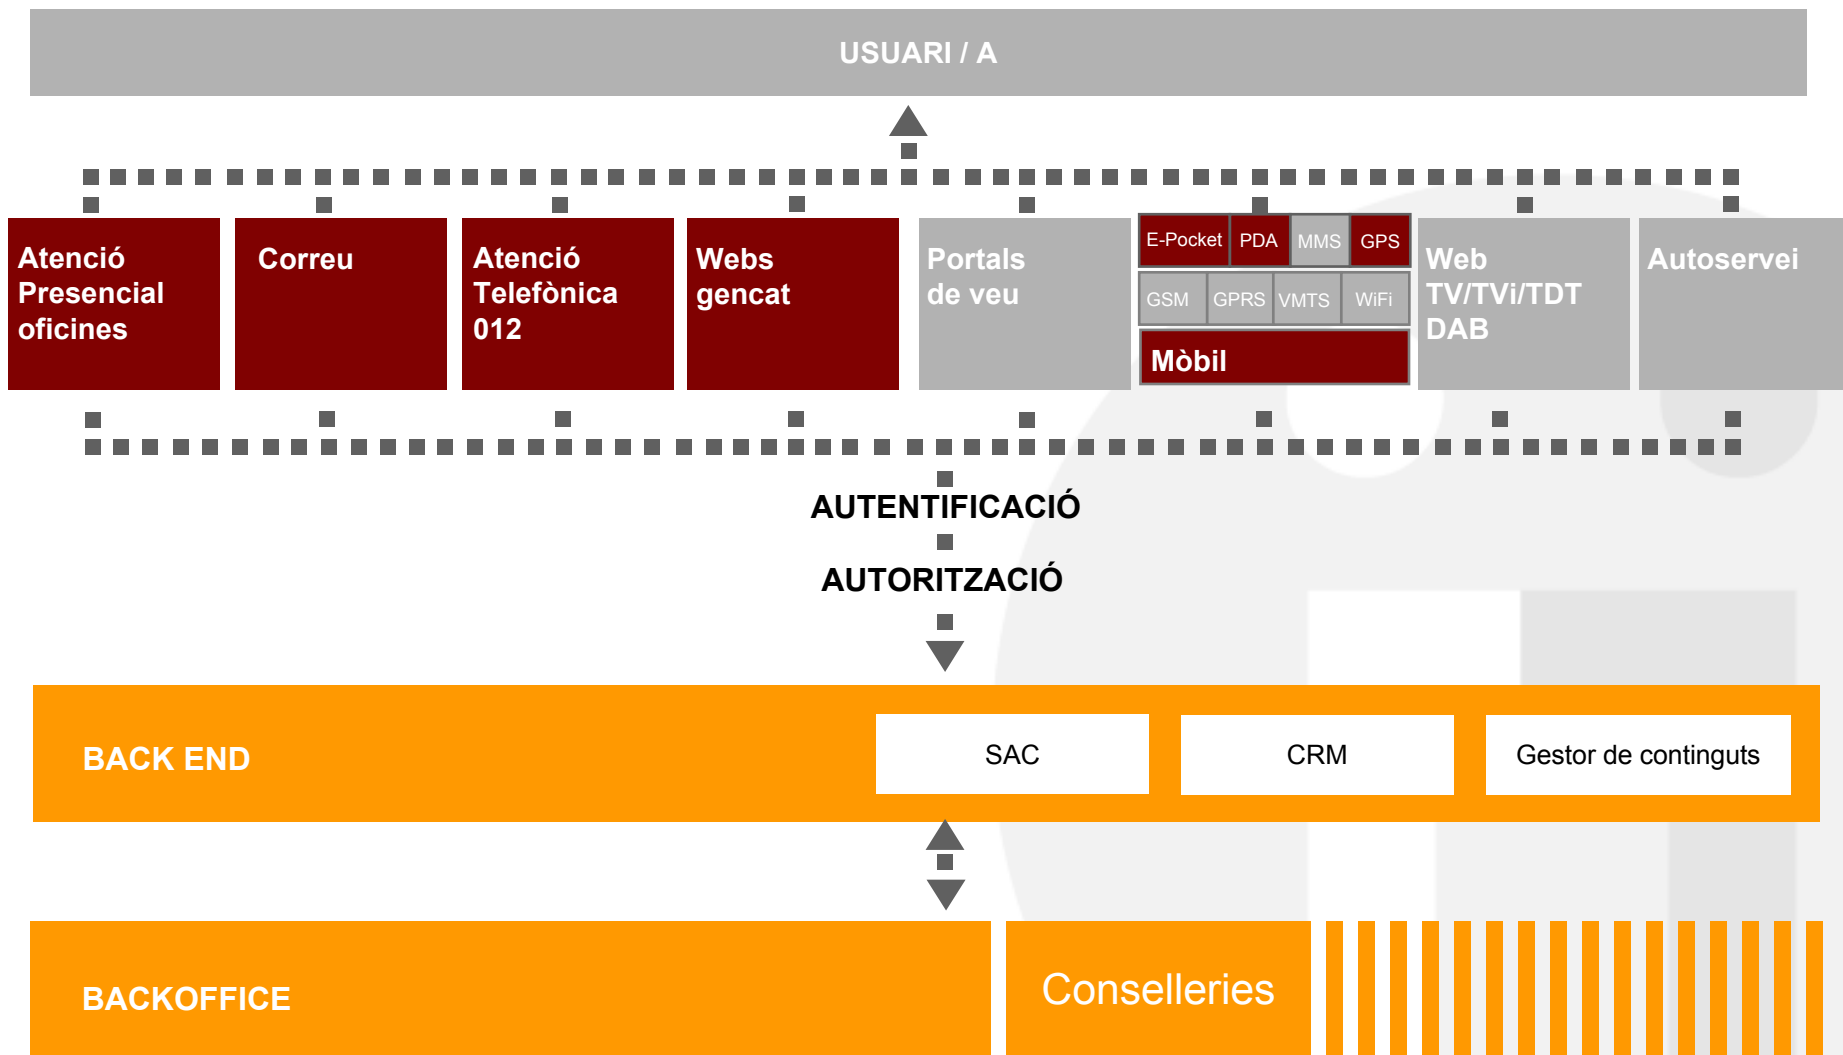 USUARI / A
Atenció
Presencial
oficines
Correu
Atenció
Telefònica
012
Webs
gencat
Portals
de veu
E-Pocket PDA MMS GPS
GSM GPRS VMTS WiFi
Mòbil
Web
TV/TVi/TDT
DAB
Autoservei
AUTENTIFICACIÓ
AUTORITZACIÓ
BACK END
SAC
CRM
Gestor de continguts
BACKOFFICE
Conselleries